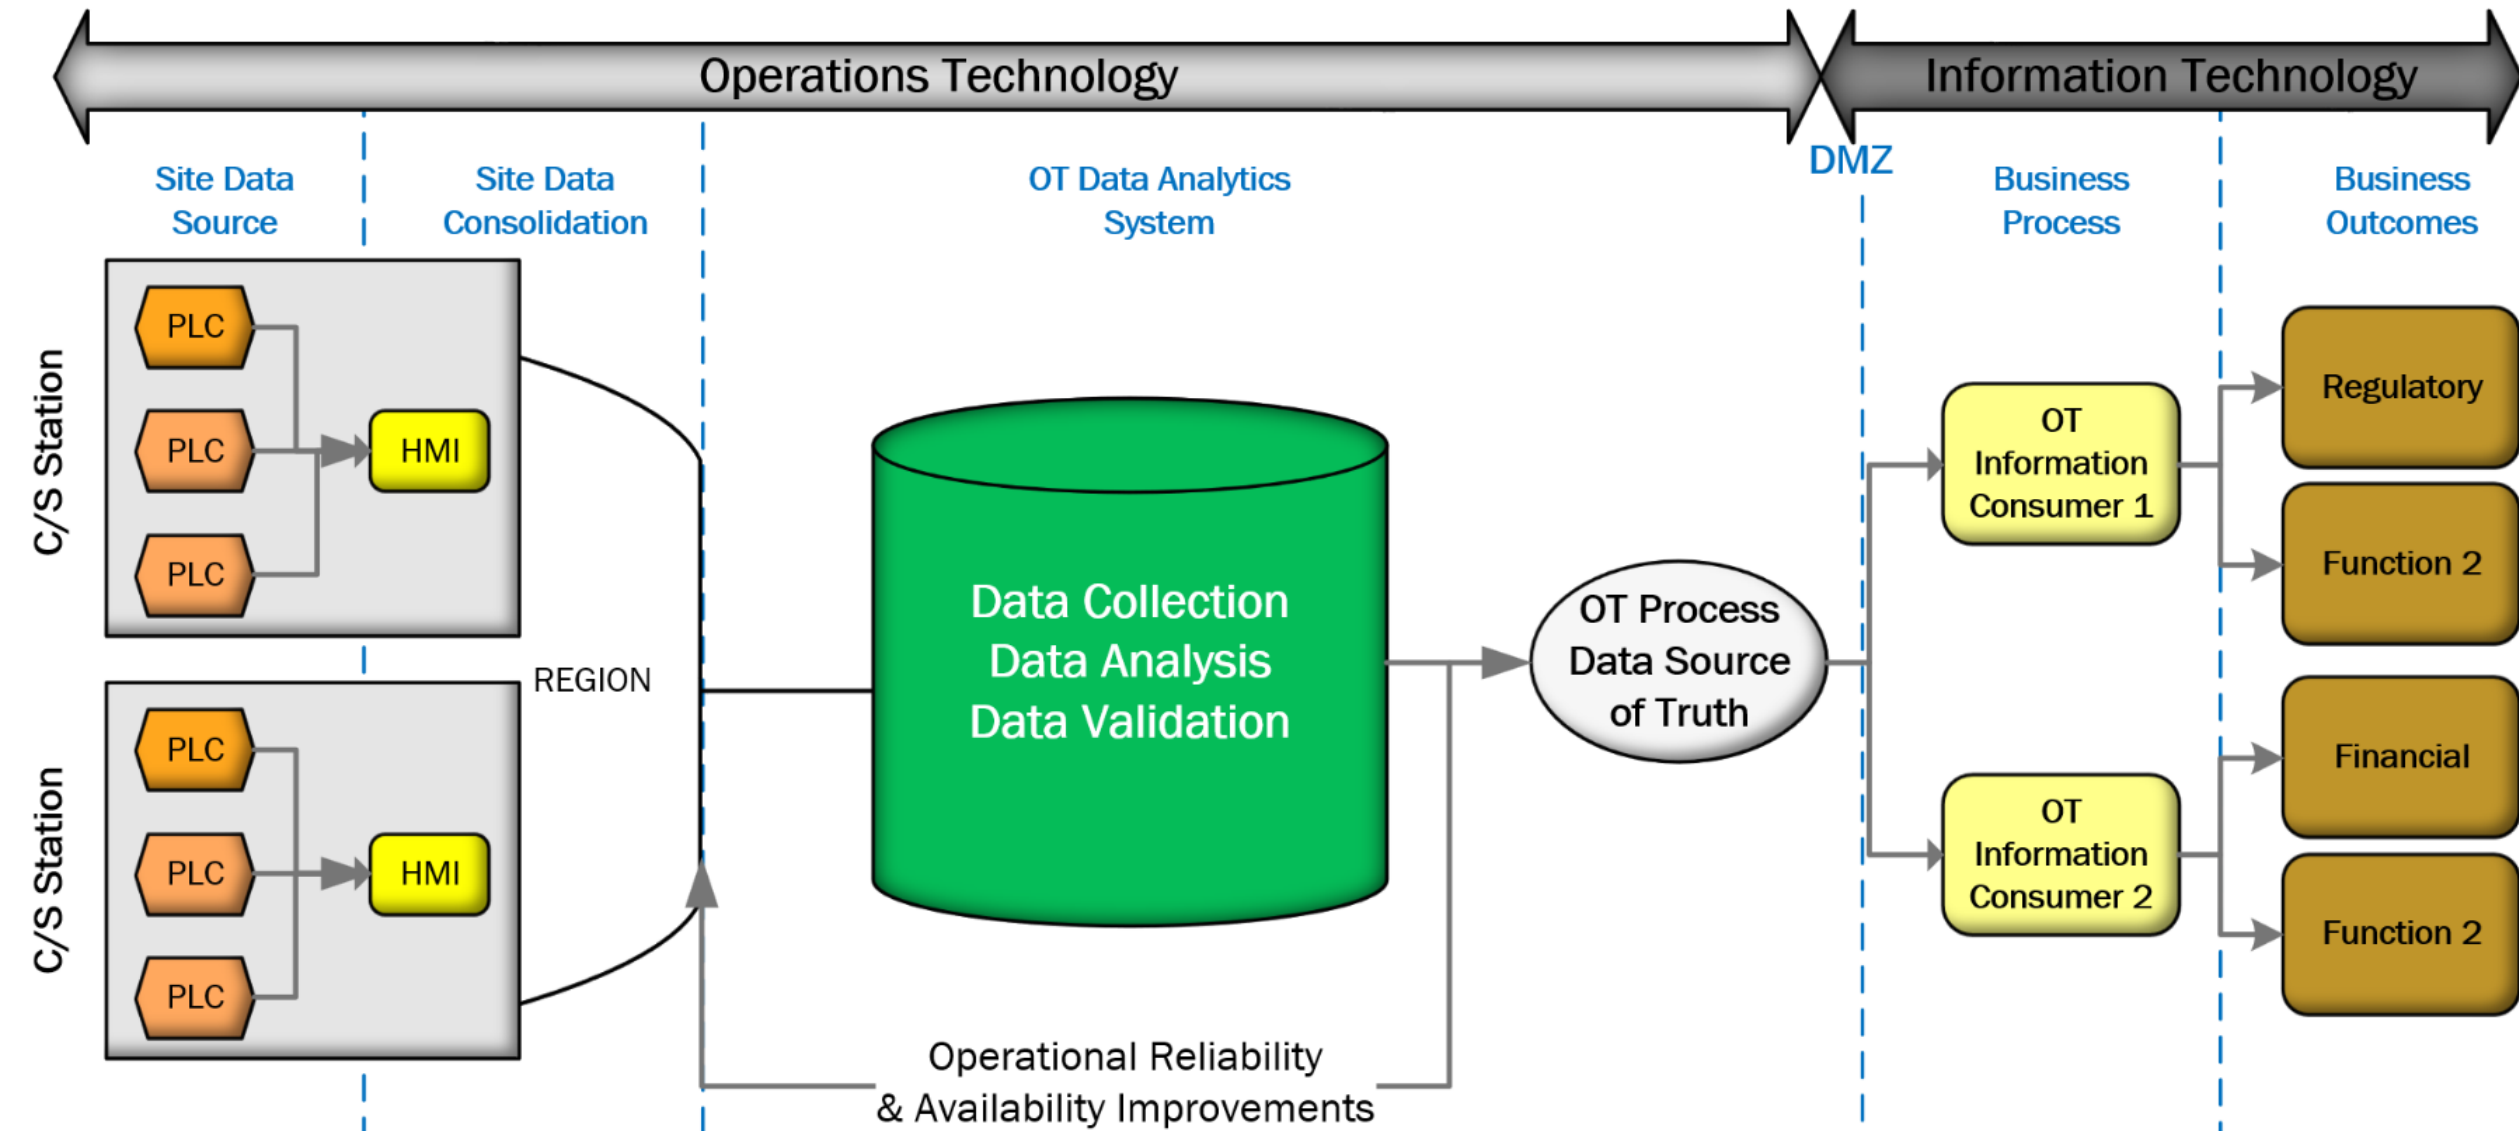 Operations Technology
Information Technology
DMZ
Site Data
Source
Site Data
Consolidation
OT Data Analytics
System
Business
Process
Business
Outcomes
C/S Station
PLC
PLC
PLC
HMI
REGION
C/S Station
PLC
PLC
PLC
HMI
Data Collection
Data Analysis
Data Validation
OT Process
Data Source
of Truth
Operational Reliability
& Availability Improvements
OT
Information
Consumer 1
OT
Information
Consumer 2
Regulatory
Function 2
Financial
Function 2